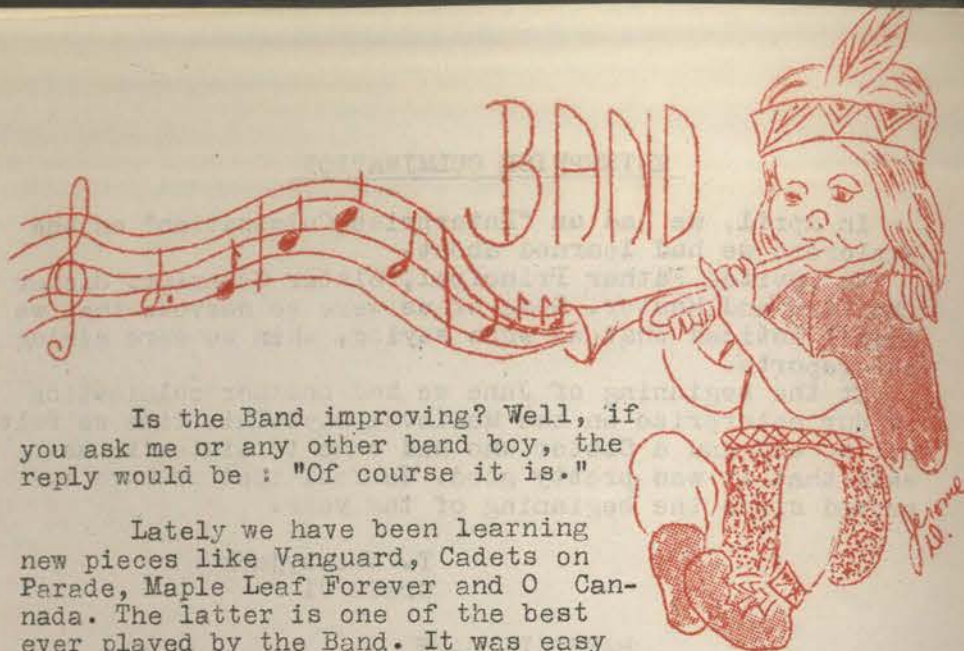 BAND
Is the Band improving? Well, if
you ask me or any other band boy, the
reply would be : "Of course it is."
Lately we have been learning
new pieces like Vanguard, Cadets on
Parade, Maple Leaf Forever and O Can-
nada. The latter is one of the best
ever played by the Band. It was easy
Jerome
D.